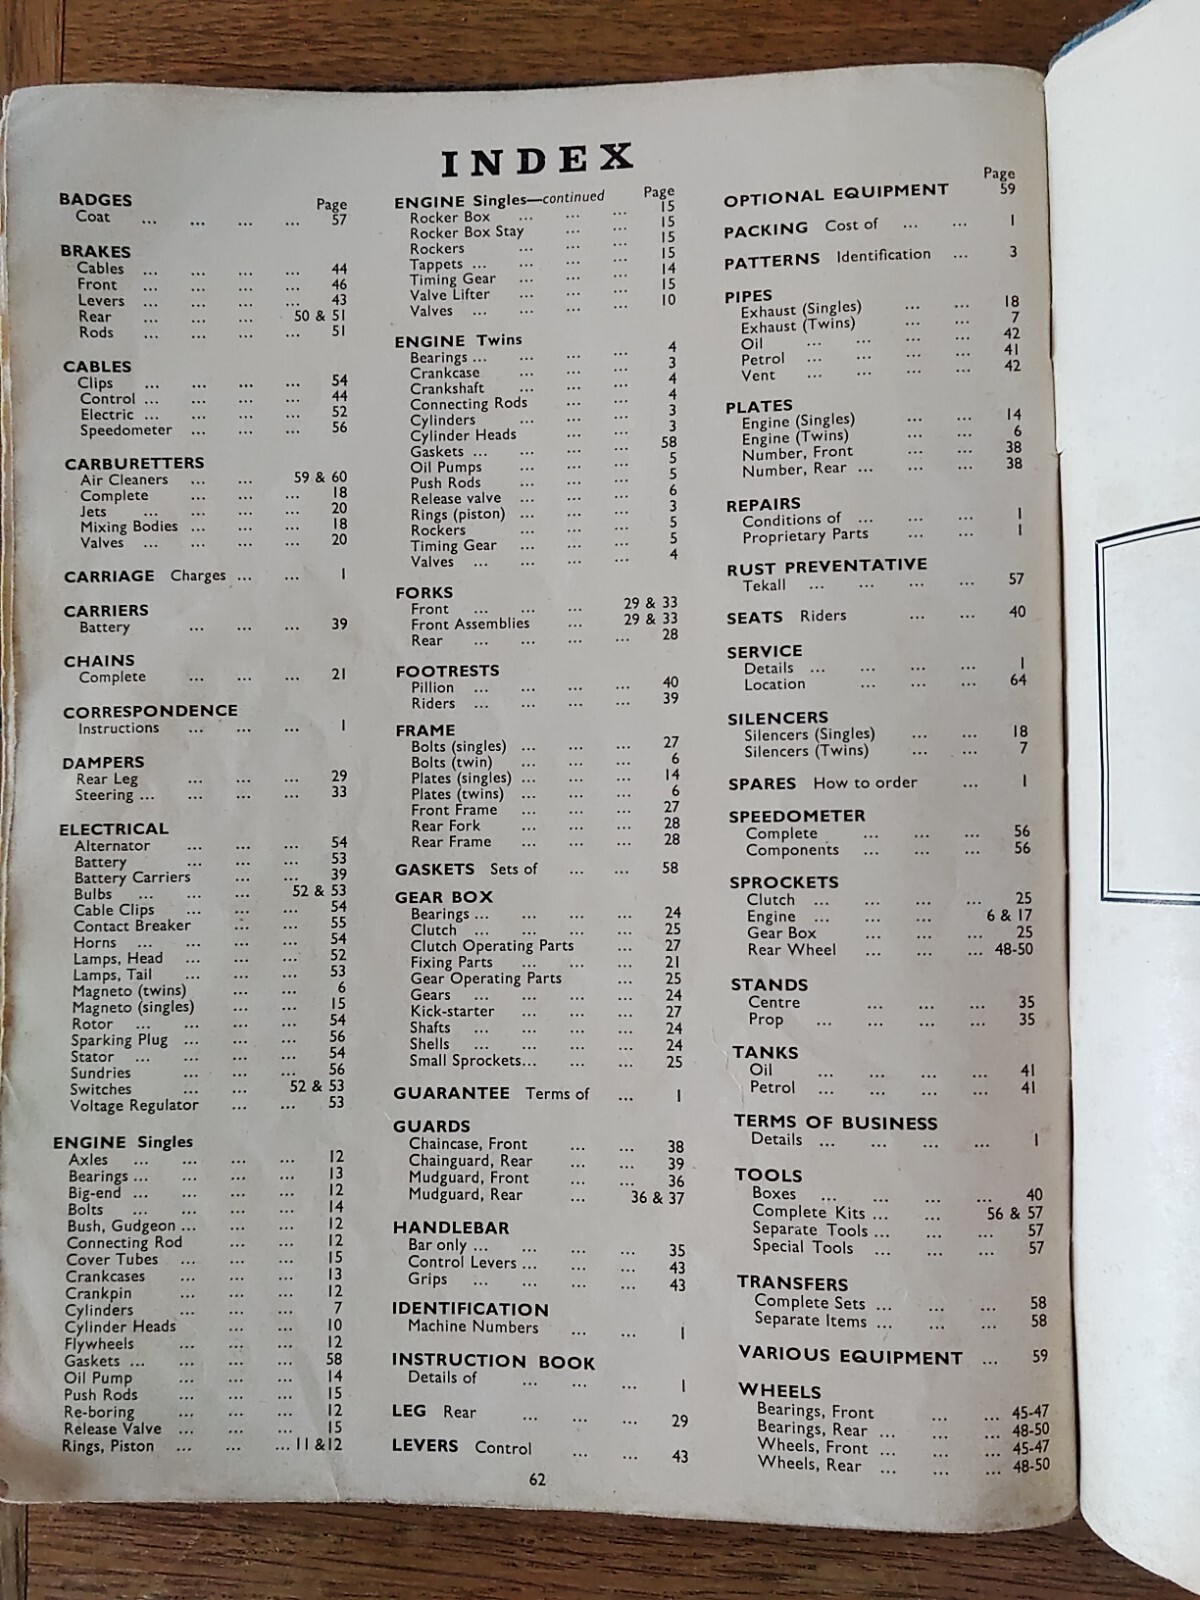 INDEX
Page
BADGES
Coat ... ... ... ... 57
BRAKES
Cables ... ... ... ... 44
Front ... ... ... ... 46
Levers ... ... ... ... 43
Rear ... ... ... 50 & 51
Rods ... ... ... ... 51
CABLES
Clips ... ... ... ... 54
Control ... ... ... ... 44
Electric ... ... ... ... 52
Speedometer ... ... ... 56
CARBURETTERS
Air Cleaners ... ... 59 & 60
Complete ... ... ... 18
Jets ... ... ... ... 20
Mixing Bodies ... ... ... 18
Valves ... ... ... ... 20
CARRIAGE Charges ... ... 1
CARRIERS
Battery ... ... ... 39
CHAINS
Complete ... ... ... 21
CORRESPONDENCE
Instructions ... ... ... 1
DAMPERS
Rear Leg ... ... ... 29
Steering ... ... ... ... 33
ELECTRICAL
Alternator ... ... ... 54
Battery ... ... ... 53
Battery Carriers ... ... 39
Bulbs ... ... ... 52 & 53
Cable Clips ... ... ... 54
Contact Breaker ... ... 55
Horns ... ... ... ... 54
Lamps, Head ... ... ... 52
Lamps, Tail ... ... ... 53
Magneto (twins) ... ... 6
Magneto (singles) ... ... 15
Rotor ... ... ... ... 54
Sparking Plug ... ... ... 56
Stator ... ... ... ... 54
Sundries ... ... ... 56
Switches ... ... 52 & 53
Voltage Regulator ... ... 53
ENGINE Singles
Axles ... ... ... ... 12
Bearings ... ... ... ... 13
Big-end ... ... ... ... 12
Bolts ... ... ... ... 14
Bush, Gudgeon ... ... ... 12
Connecting Rod ... ... 12
Cover Tubes ... ... ... 15
Crankcases ... ... ... 13
Crankpin ... ... ... 12
Cylinders ... ... ... 7
Cylinder Heads ... ... 10
Flywheels ... ... ... 12
Gaskets ... ... ... ... 58
Oil Pump ... ... ... 14
Push Rods ... ... ... 15
Re-boring ... ... ... 12
Release Valve ... ... ... 15
Rings, Piston ... ... ... 11 & 12
ENGINE Singles—continued Page
Rocker Box ... ... ... 15
Rocker Box Stay ... ... 15
Rockers ... ... ... 15
Tappets ... ... ... ... 15
Timing Gear ... ... ... 14
Valve Lifter ... ... ... 15
Valves ... ... ... ... 10
ENGINE Twins
Bearings ... ... ... ... 4
Crankcase ... ... ... 3
Crankshaft ... ... ... 4
Connecting Rods ... ... 4
Cylinders ... ... ... 3
Cylinder Heads ... ... 3
Gaskets ... ... ... ... 58
Oil Pumps ... ... ... 5
Push Rods ... ... ... 5
Release valve ... ... ... 6
Rings (piston) ... ... ... 3
Rockers ... ... ... 5
Timing Gear ... ... ... 5
Valves ... ... ... ... 4
FORKS
Front ... ... ... 29 & 33
Front Assemblies ... 29 & 33
Rear ... ... ... ... 28
FOOTRESTS
Pillion ... ... ... ... 40
Riders ... ... ... ... 39
FRAME
Bolts (singles) ... ... ... 27
Bolts (twin) ... ... ... 6
Plates (singles) ... ... ... 14
Plates (twins) ... ... ... 6
Front Frame ... ... ... 27
Rear Fork ... ... ... 28
Rear Frame ... ... ... 28
GASKETS Sets of ... ... 58
GEAR BOX
Bearings ... ... ... ... 24
Clutch ... ... ... ... 25
Clutch Operating Parts ... 27
Fixing Parts ... ... ... 21
Gear Operating Parts ... 25
Gears ... ... ... ... 24
Kick-starter ... ... ... 27
Shafts ... ... ... ... 24
Shells ... ... ... ... 24
Small Sprockets... ... ... 25
GUARANTEE Terms of ... 1
GUARDS
Chaincase, Front ... ... 38
Chainguard, Rear ... ... 39
Mudguard, Front ... ... 36
Mudguard, Rear ... 36 & 37
HANDLEBAR
Bar only ... ... ... ... 35
Control Levers ... ... ... 43
Grips ... ... ... ... 43
IDENTIFICATION
Machine Numbers ... ... 1
INSTRUCTION BOOK
Details of ... ... ... 1
LEG Rear ... ... ... 29
LEVERS Control ... ... 43
Page
OPTIONAL EQUIPMENT 59
PACKING Cost of ... ... 1
PATTERNS Identification ... 3
PIPES
Exhaust (Singles) ... ... 18
Exhaust (Twins) ... ... 7
Oil ... ... ... ... 42
Petrol ... ... ... ... 41
Vent ... ... ... ... 42
PLATES
Engine (Singles) ... ... 14
Engine (Twins) ... ... 6
Number, Front ... ... 38
Number, Rear ... ... ... 38
REPAIRS
Conditions of ... ... ... 1
Proprietary Parts ... ... 1
RUST PREVENTATIVE
Tekall ... ... ... ... 57
SEATS Riders ... ... 40
SERVICE
Details ... ... ... ... 1
Location ... ... ... 64
SILENCERS
Silencers (Singles) ... ... 18
Silencers (Twins) ... ... 7
SPARES How to order ... 1
SPEEDOMETER
Complete ... ... ... 56
Components ... ... ... 56
SPROCKETS
Clutch ... ... ... ... 25
Engine ... ... ... 6 & 17
Gear Box ... ... ... 25
Rear Wheel ... ... ... 48-50
STANDS
Centre ... ... ... 35
Prop ... ... ... ... 35
TANKS
Oil ... ... ... ... 41
Petrol ... ... ... ... 41
TERMS OF BUSINESS
Details ... ... ... ... 1
TOOLS
Boxes ... ... ... ... 40
Complete Kits ... ... 56 & 57
Separate Tools ... ... ... 57
Special Tools ... ... ... 57
TRANSFERS
Complete Sets ... ... ... 58
Separate Items ... ... ... 58
VARIOUS EQUIPMENT ... 59
WHEELS
Bearings, Front ... ... 45-47
Bearings, Rear ... ... ... 48-50
Wheels, Front ... ... ... 45-47
Wheels, Rear ... ... ... 48-50
62